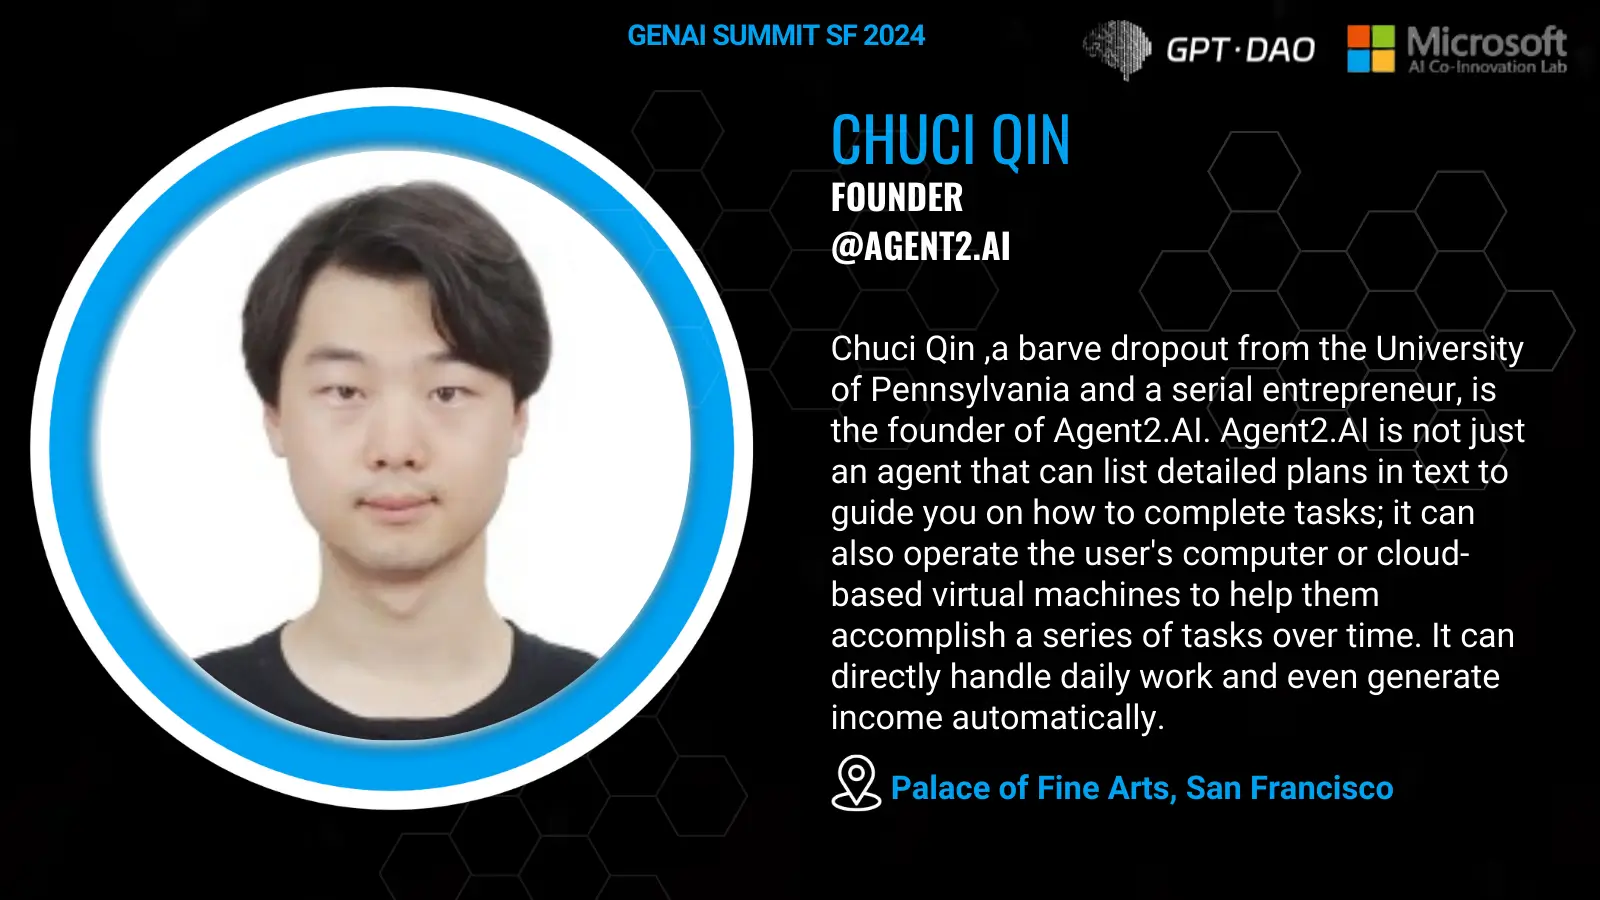 GENAI SUMMIT SF 2024
GPT·DAO
Microsoft
AI Co-Innovation Lab
CHUCI QIN
FOUNDER
@AGENT2.AI
Chuci Qin ,a barve dropout from the University
of Pennsylvania and a serial entrepreneur, is
the founder of Agent2.AI. Agent2.AI is not just
an agent that can list detailed plans in text to
guide you on how to complete tasks; it can
also operate the user's computer or cloud-
based virtual machines to help them
accomplish a series of tasks over time. It can
directly handle daily work and even generate
income automatically.
Palace of Fine Arts, San Francisco